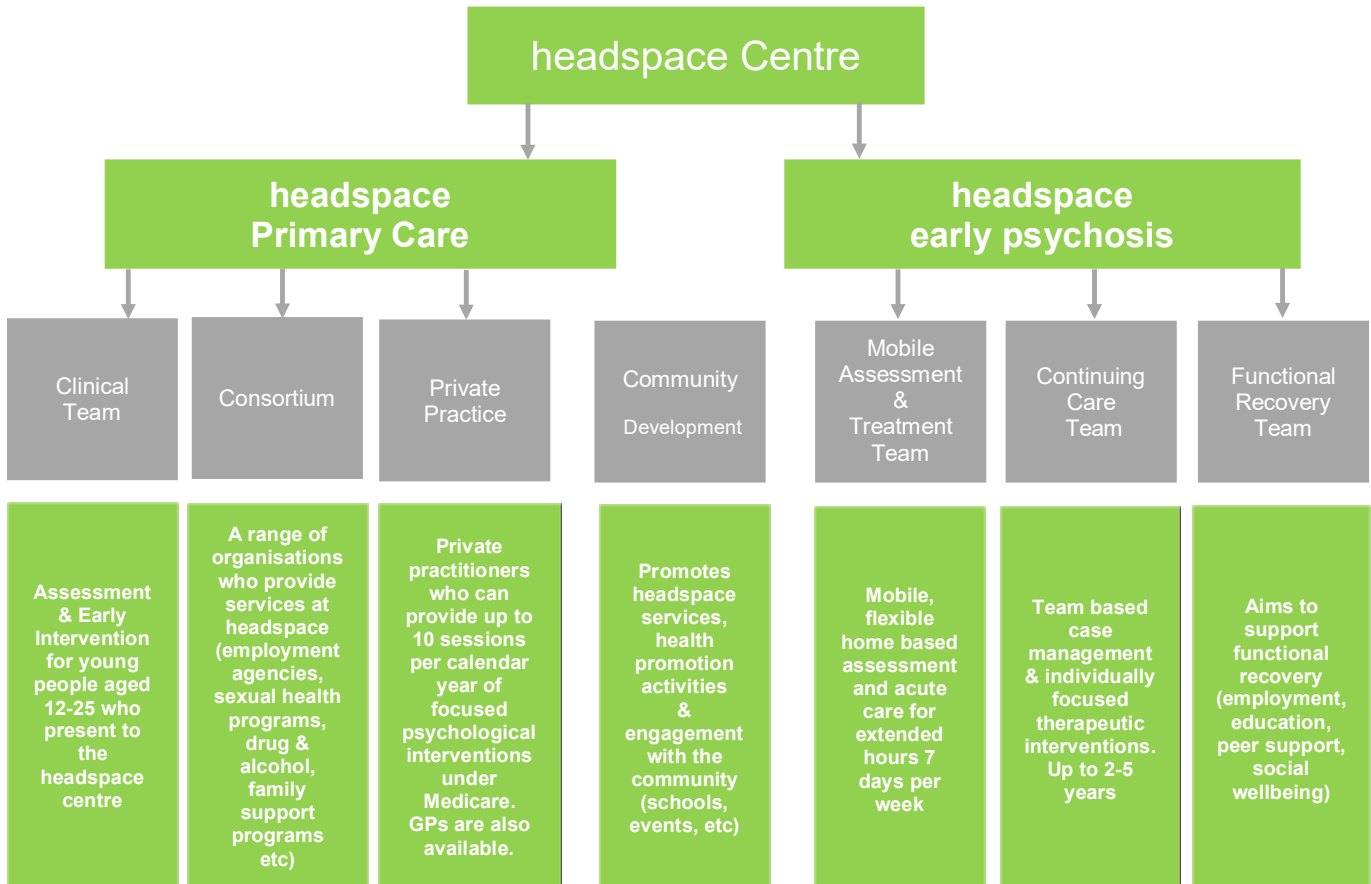 headspace Centre
headspace
Primary Care
headspace
early psychosis
Clinical
Team
Consortium
Private
Practice
Community
Development
Mobile
Assessment
&
Treatment
Team
Continuing
Care
Team
Functional
Recovery
Team
Assessment
& Early
Intervention
for young
people aged
12-25 who
present to
the
headspace
centre
A range of
organisations
who provide
services at
headspace
(employment
agencies,
sexual health
programs,
drug &
alcohol,
family
support
programs
etc)
Private
practitioners
who can
provide up to
10 sessions
per calendar
year of
focused
psychological
interventions
under
Medicare.
GPs are also
available.
Promotes
headspace
services,
health
promotion
activities
&
engagement
with the
community
(schools,
events, etc)
Mobile,
flexible
home based
assessment
and acute
care for
extended
hours 7
days per
week
Team based
case
management
& individually
focused
therapeutic
interventions.
Up to 2-5
years
Aims to
support
functional
recovery
(employment,
education,
peer support,
social
wellbeing)